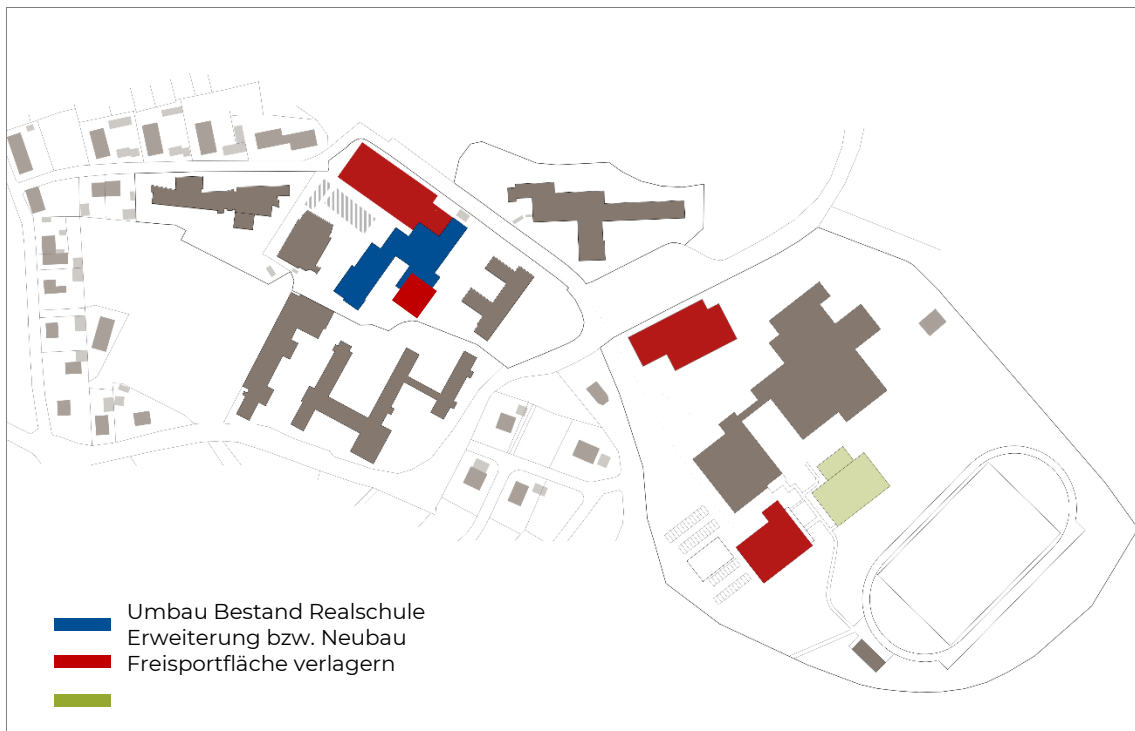 Umbau Bestand Realschule
Erweiterung bzw. Neubau
Freisportfläche verlagern